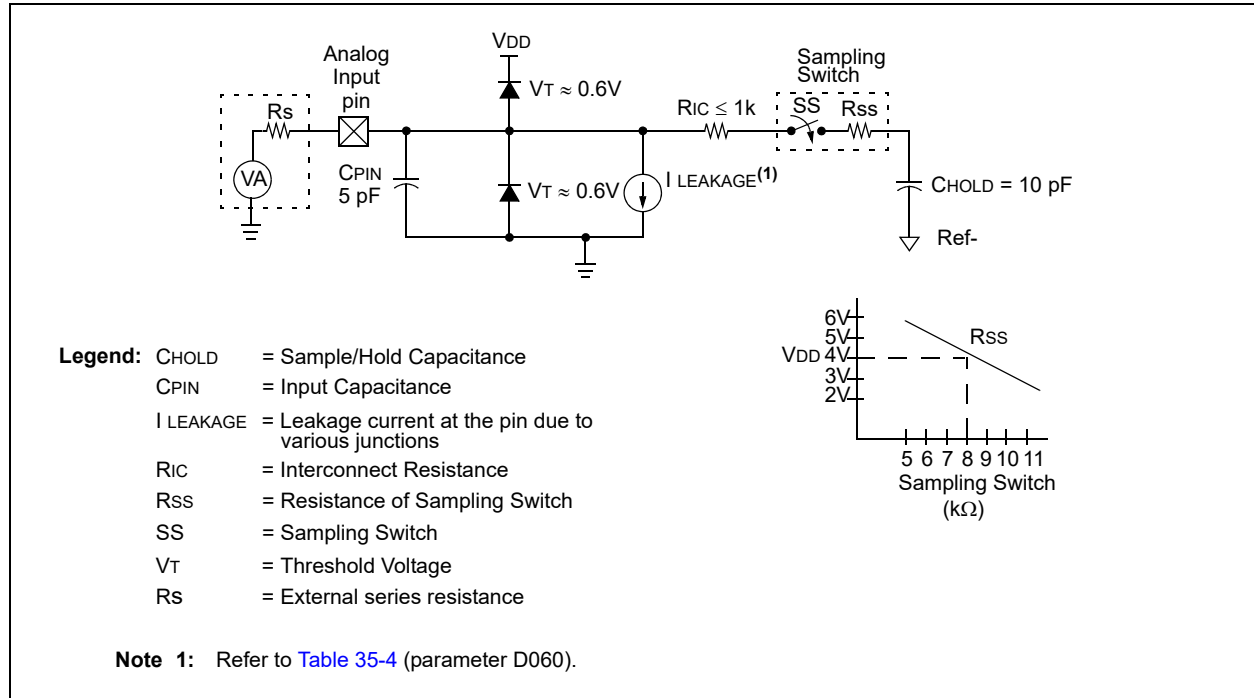 VDD
Analog
Input
pin
Sampling
Switch
VT ≈ 0.6V
Rs
RIC ≤ 1k
SS
Rss
VA
CPIN
5 pF
VT ≈ 0.6V
I LEAKAGE(1)
CHOLD = 10 pF
Ref-
6V
5V
VDD 4V
3V
2V
RSS
5 6 7 8 9 10 11
Sampling Switch
(kΩ)
Legend: CHOLD = Sample/Hold Capacitance
CPIN = Input Capacitance
I LEAKAGE = Leakage current at the pin due to
various junctions
RIC = Interconnect Resistance
RSS = Resistance of Sampling Switch
SS = Sampling Switch
VT = Threshold Voltage
Rs = External series resistance
Note 1: Refer to Table 35-4 (parameter D060).